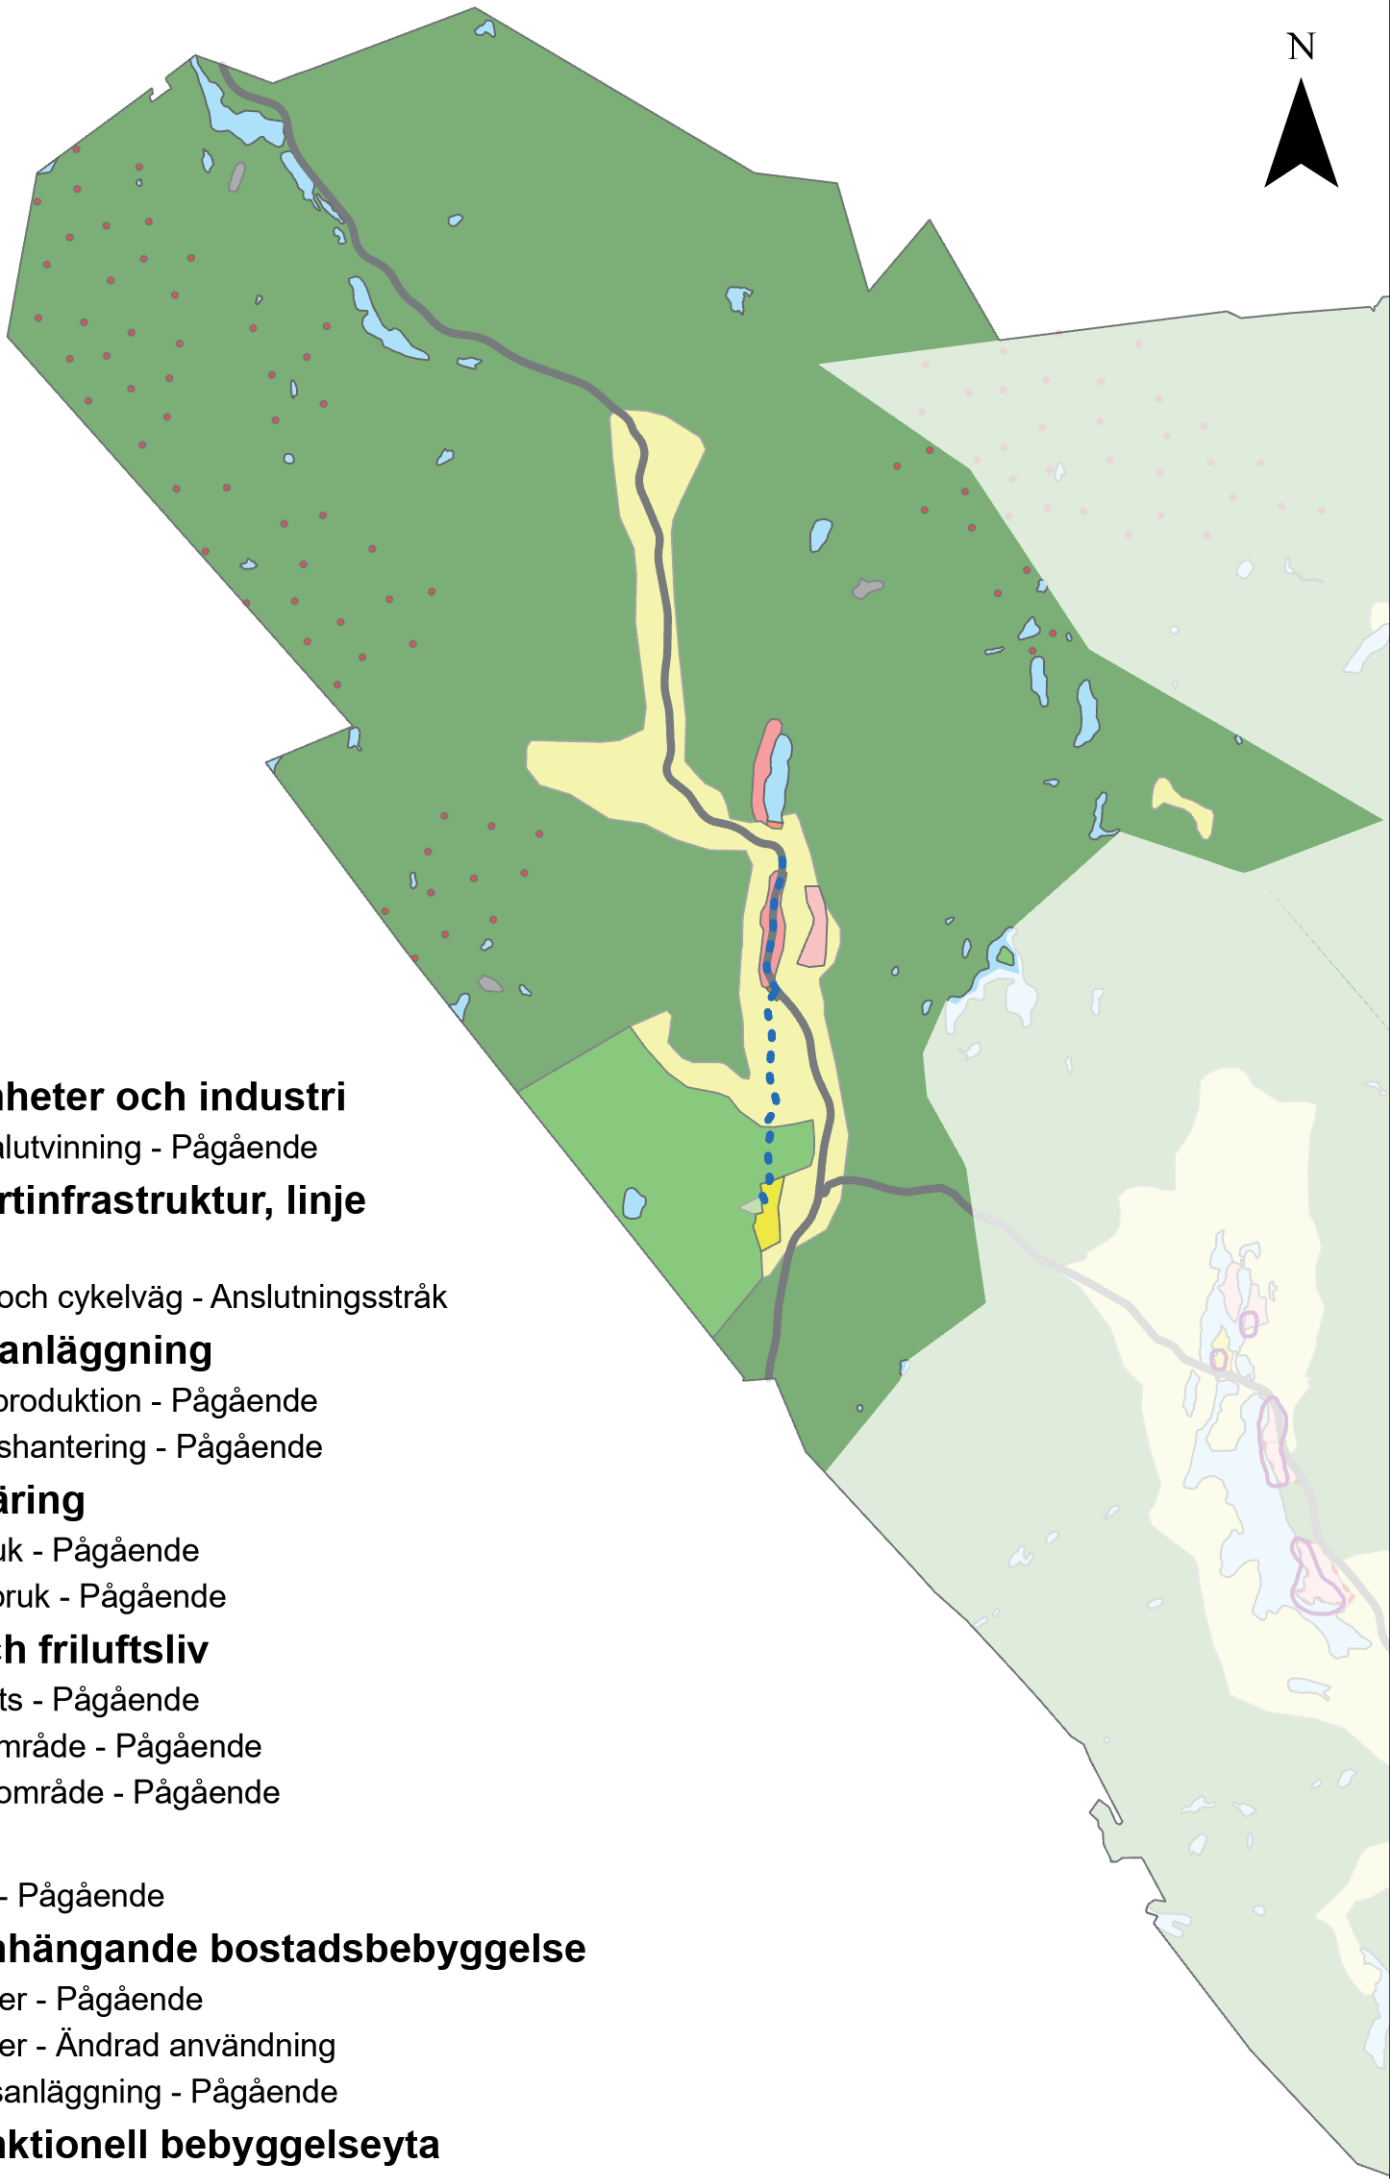 N
nheter och industri
alutvinning - Pågående
rtinfrastruktur, linje
och cykelväg - Anslutningsstråk
anläggning
produktion - Pågående
shantering - Pågående
äring
uk - Pågående
bruk - Pågående
ch friluftsliv
ts - Pågående
mråde - Pågående
område - Pågående
- Pågående
nhängande bostadsbebyggelse
er - Pågående
er - Ändrad användning
sanläggning - Pågående
nktionell bebyggelseyta